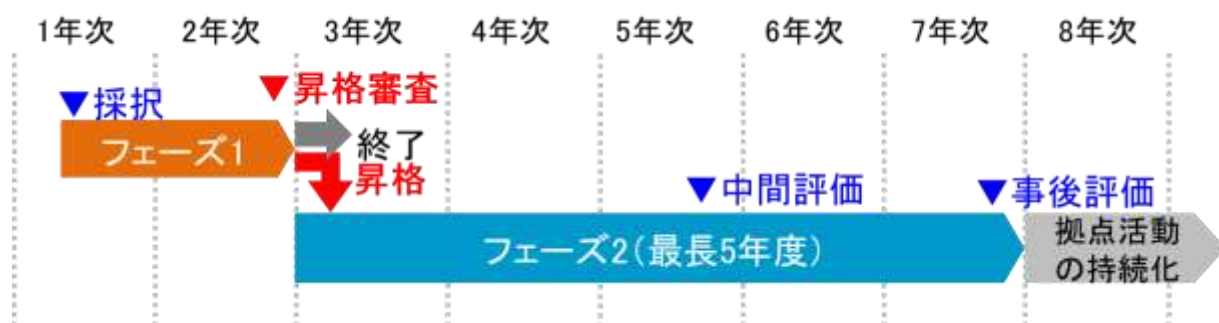 1年次 2年次 3年次 4年次 5年次 6年次 7年次 8年次
▼採択
▼昇格審査
フェーズ1
終了
昇格
▼中間評価
▼事後評価
フェーズ2(最長5年度)
拠点活動
の持続化